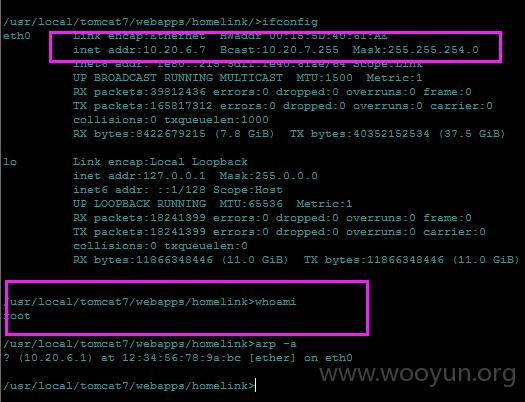 /usr/local/tomcat7/webapps/homelink/>ifconfig
eth0 Link encap:Ethernet HWaddr 00:15:5D:40:61:AE
inet addr:10.20.6.7 Bcast:10.20.7.255 Mask:255.255.254.0
inet6 addr: Scope:Link
UP BROADCAST RUNNING MULTICAST MTU:1500 Metric:1
RX packets:39812436 errors:0 dropped:0 overruns:0 frame:0
TX packets:165817312 errors:0 dropped:0 overruns:0 carrier:0
collisions:0 txqueuelen:1000
RX bytes:8422679215 (7.8 GiB) TX bytes:40352152534 (37.5 GiB)
lo Link encap:Local Loopback
inet addr:127.0.0.1 Mask:255.0.0.0
inet6 addr: ::1/128 Scope:Host
UP LOOPBACK RUNNING MTU:65536 Metric:1
RX packets:18241399 errors:0 dropped:0 overruns:0 frame:0
TX packets:18241399 errors:0 dropped:0 overruns:0 carrier:0
collisions:0 txqueuelen:0
RX bytes:11866348446 (11.0 GiB) TX bytes:11866348446 (11.0 GiB)
/usr/local/tomcat7/webapps/homelink>whoami
root
/usr/local/tomcat7/webapps/homelink>arp -a
? (10.20.6.1) at 12:34:56:78:9a:bc [ether] on eth0
www.wooyun.org
/usr/local/tomcat7/webapps/homelink>